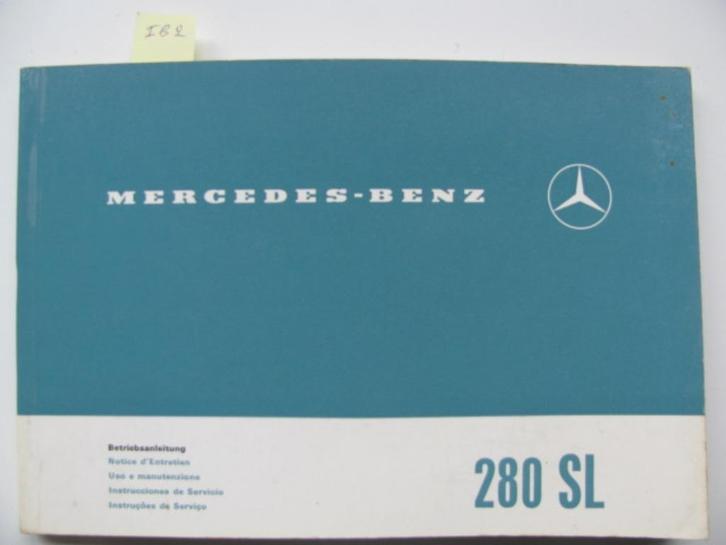 IB2
MERCEDES-BENZ
Betriebsanleitung
Notice d'Entretien
Uso e manutenzione
Instrucciones de Servicio
Instruções de Serviço
280 SL